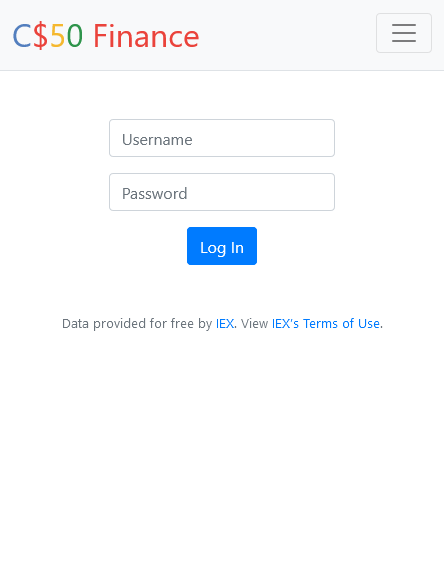 C$50 Finance
Username
Password
Log In
Data provided for free by IEX. View IEX's Terms of Use.